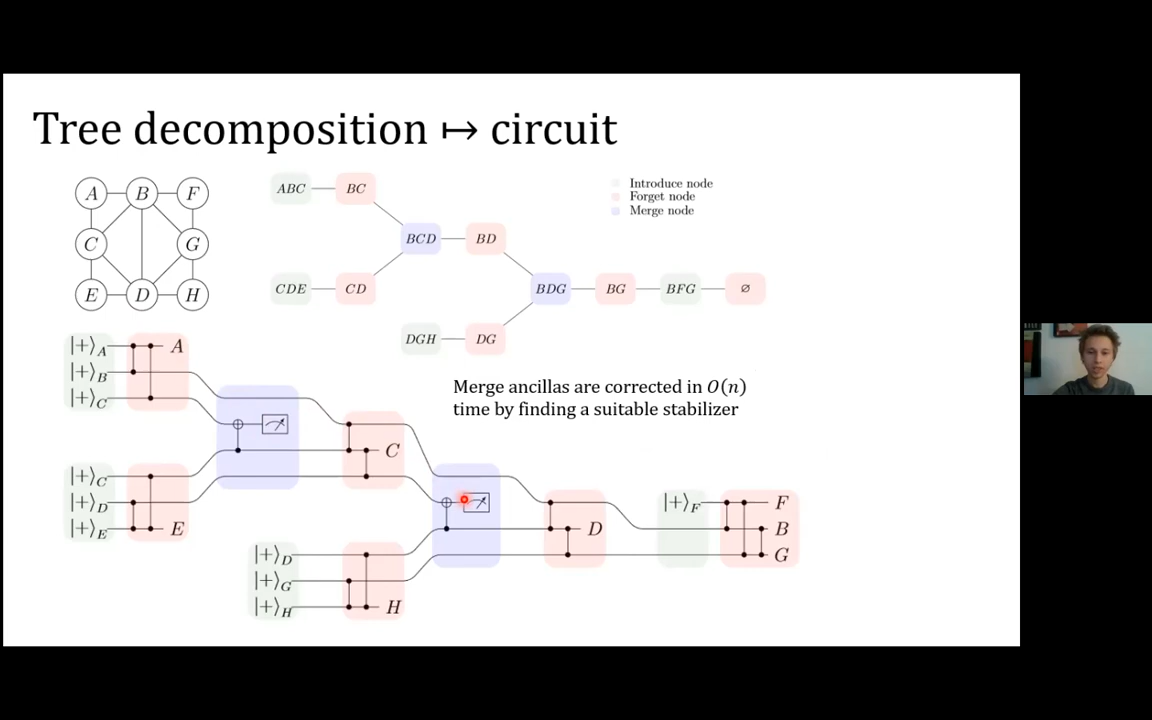 Tree decomposition ↦ circuit
A B F
C G
E D H
ABC BC
BCD BD
CDE CD
BDG BG BFG ∅
DGH DG
Introduce node
Forget node
Merge node
Merge ancillas are corrected in O(n)
time by finding a suitable stabilizer
|+⟩A A
|+⟩B
|+⟩C
C
|+⟩C
|+⟩D
|+⟩E E
|+⟩F F
D B
|+⟩D G
|+⟩G
|+⟩H H